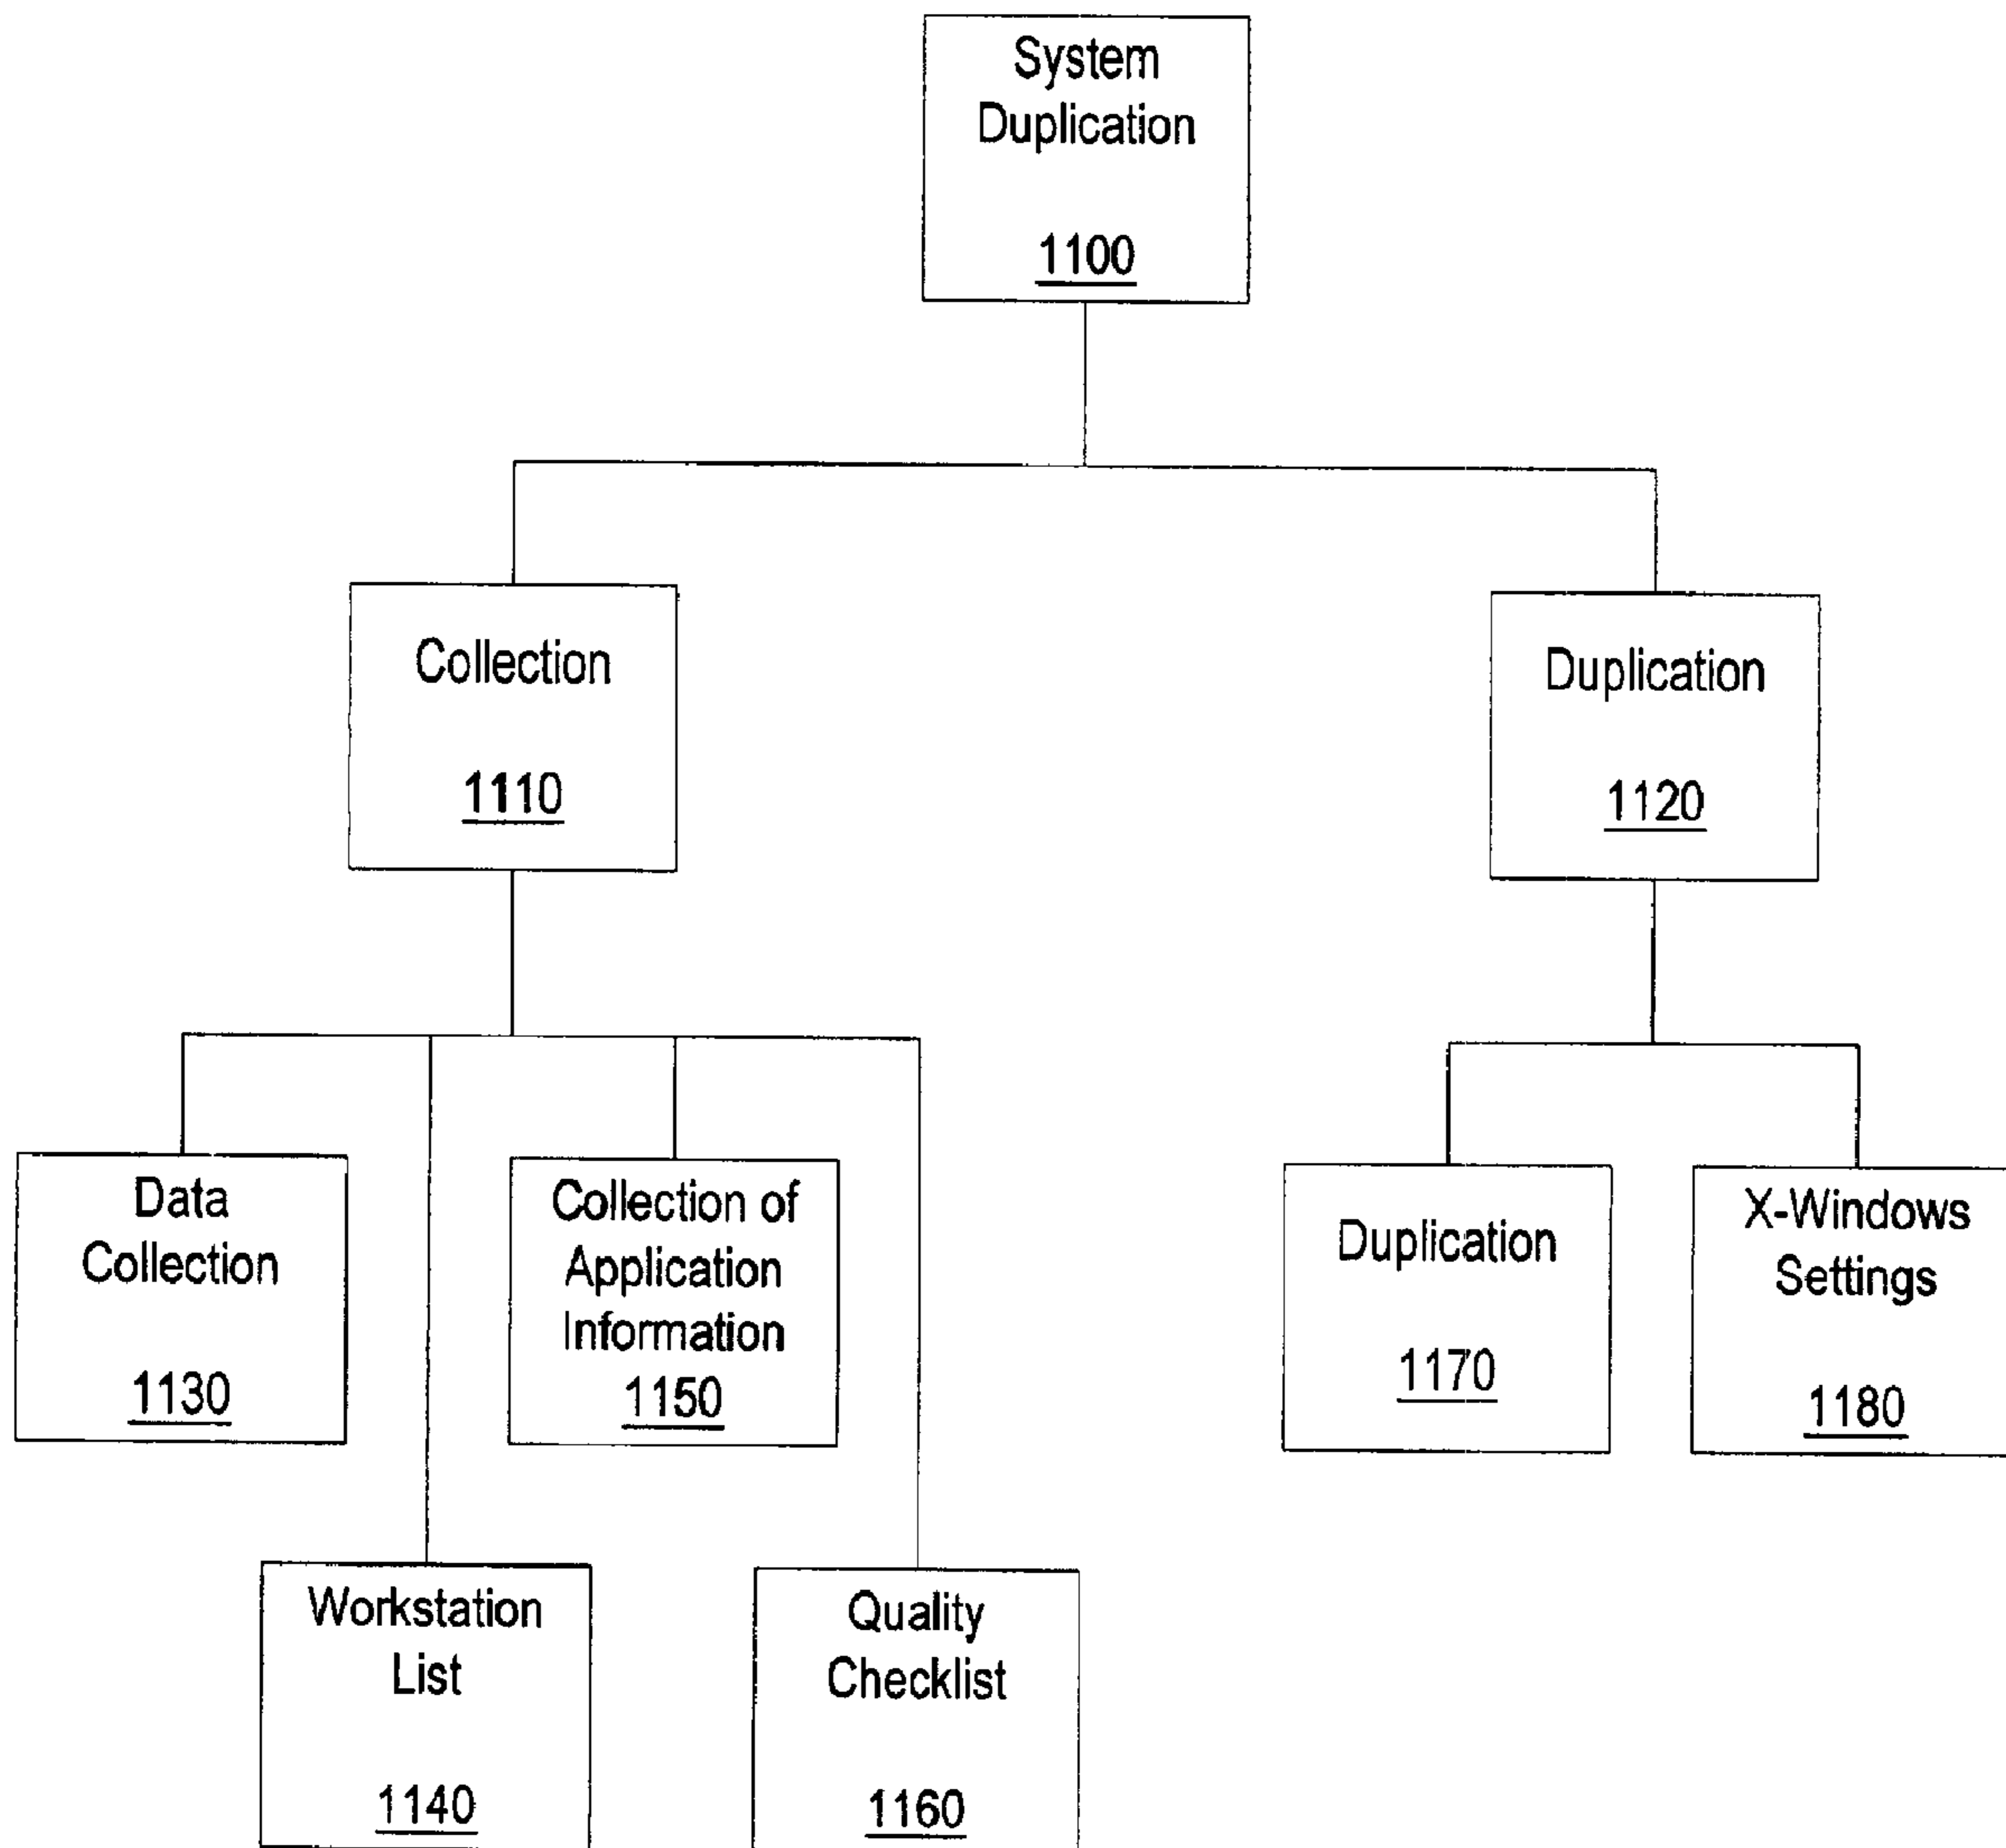 System
Duplication
1100
Collection
1110
Duplication
1120
Data
Collection
1130
Collection of
Application
Information
1150
Duplication
1170
X-Windows
Settings
1180
Workstation
List
1140
Quality
Checklist
1160